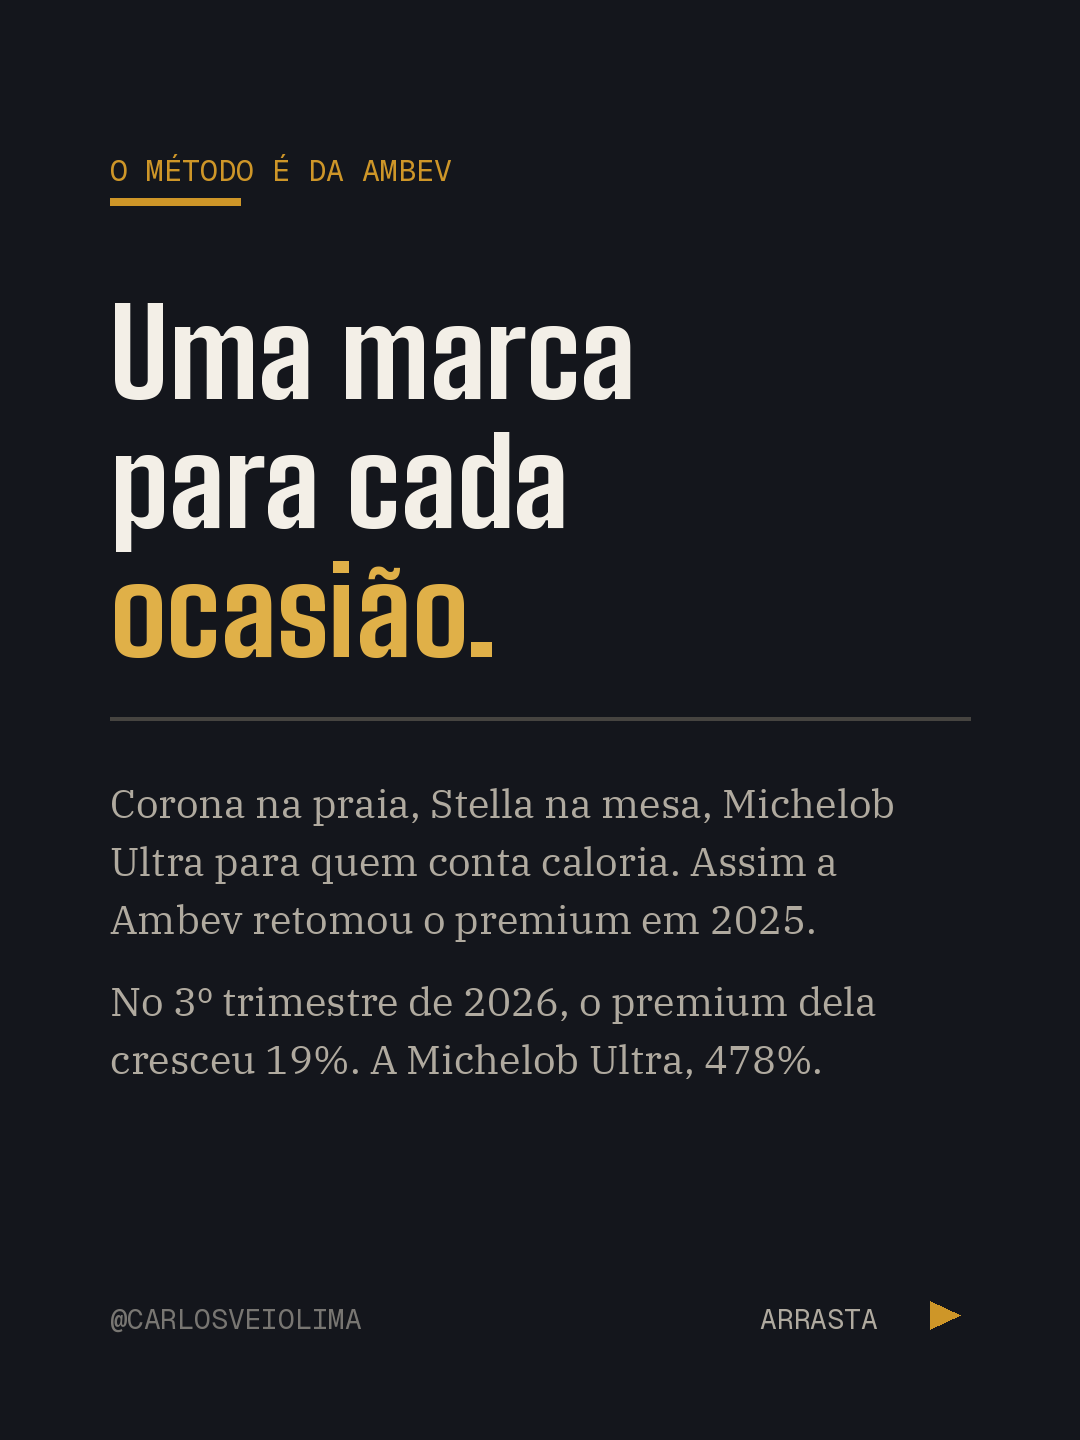 O MÉTODO É DA AMBEV
Uma marca
para cada
ocasião.
Corona na praia, Stella na mesa, Michelob
Ultra para quem conta caloria. Assim a
Ambev retomou o premium em 2025.
No 3º trimestre de 2026, o premium dela
cresceu 19%. A Michelob Ultra, 478%.
@CARLOSVEIOLIMA
ARRASTA